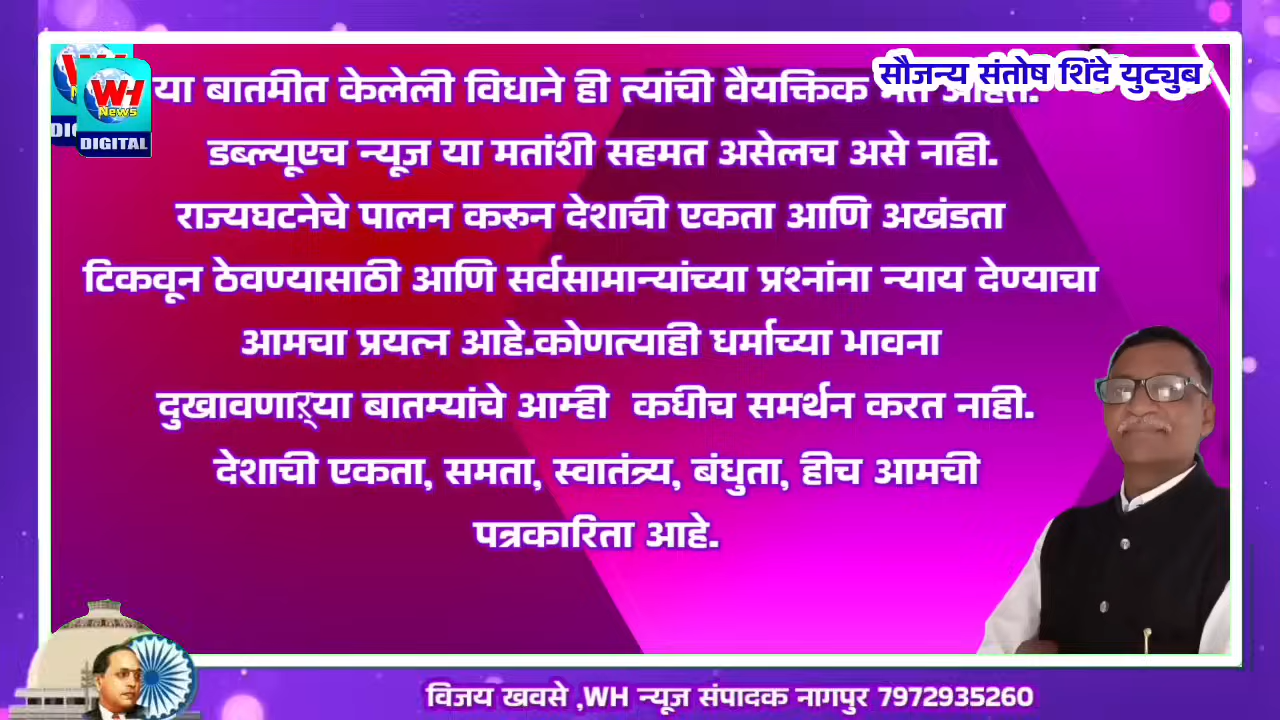 सौजन्य संतोष शिंदे युट्युब
WH
News
DIGITAL
या बातमीत केलेली विधाने ही त्यांची वैयक्तिक मत आहेत.
डब्ल्यूएच न्यूज या मतांशी सहमत असेलच असे नाही.
राज्यघटनेचे पालन करून देशाची एकता आणि अखंडता
टिकवून ठेवण्यासाठी आणि सर्वसामान्यांच्या प्रश्नांना न्याय देण्याचा
आमचा प्रयत्न आहे.कोणत्याही धर्माच्या भावना
दुखावणाऱ्या बातम्यांचे आम्ही कधीच समर्थन करत नाही.
देशाची एकता, समता, स्वातंत्र्य, बंधुता, हीच आमची
पत्रकारिता आहे.
विजय खवसे ,WH न्यूज संपादक नागपुर 7972935260